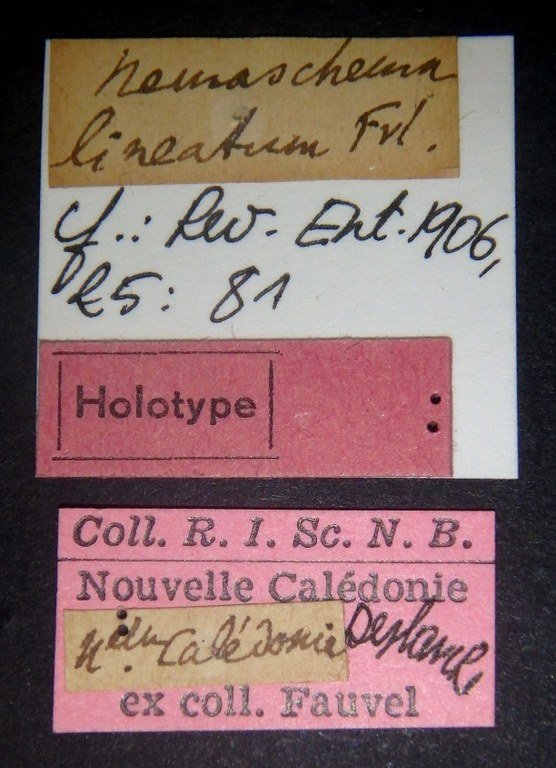 Nemaschema
lineatum Fvl.
cf.: Rev. Ent. 1906,
25: 81
Holotype
Coll. R. I. Sc. N. B.
Nouvelle Calédonie
Calédonie Deplanche
ex coll. Fauvel